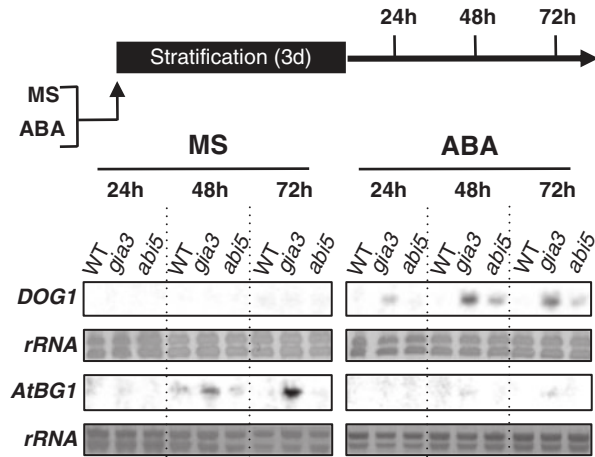 24h 48h 72h
Stratification (3d)
MS
ABA
MS ABA
24h 48h 72h 24h 48h 72h
WT gia3 abi5 WT gia3 abi5 WT gia3 abi5 WT gia3 abi5 WT gia3 abi5 WT gia3 abi5
DOG1
rRNA
AtBG1
rRNA